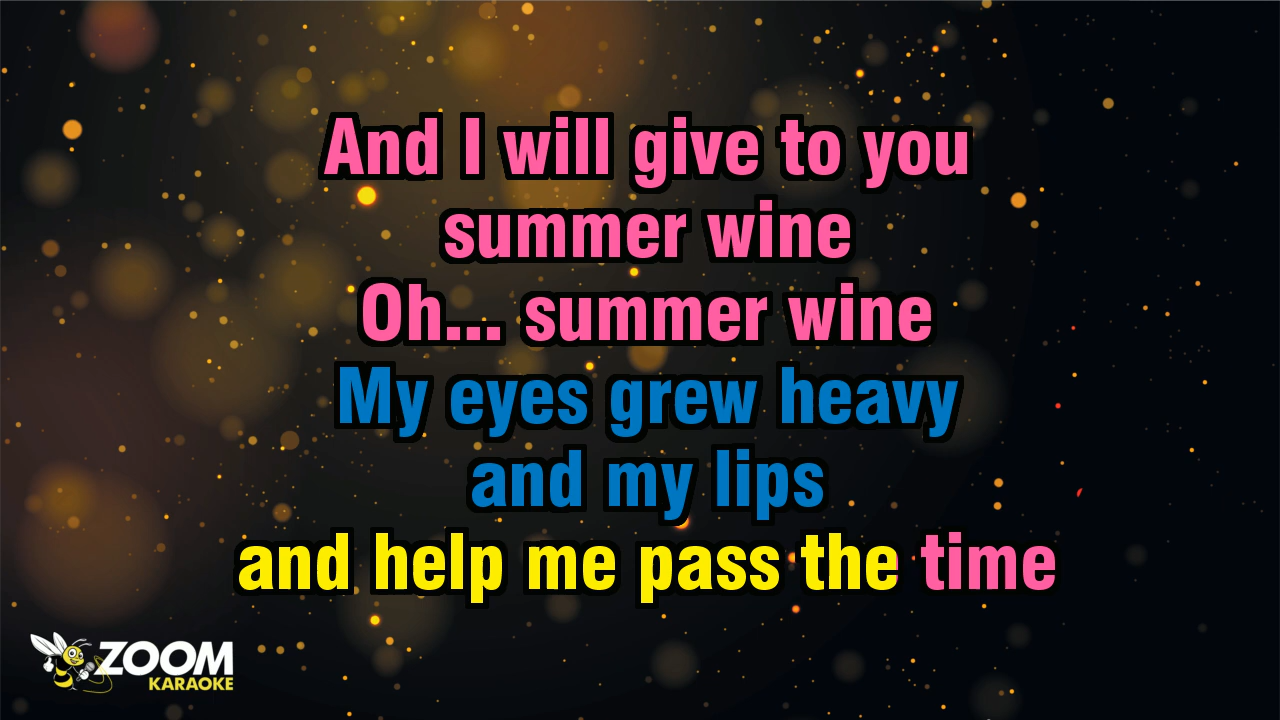 And I will give to you
summer wine
Oh... summer wine
My eyes grew heavy
and my lips
and help me pass the time
ZOOM
KARAOKE